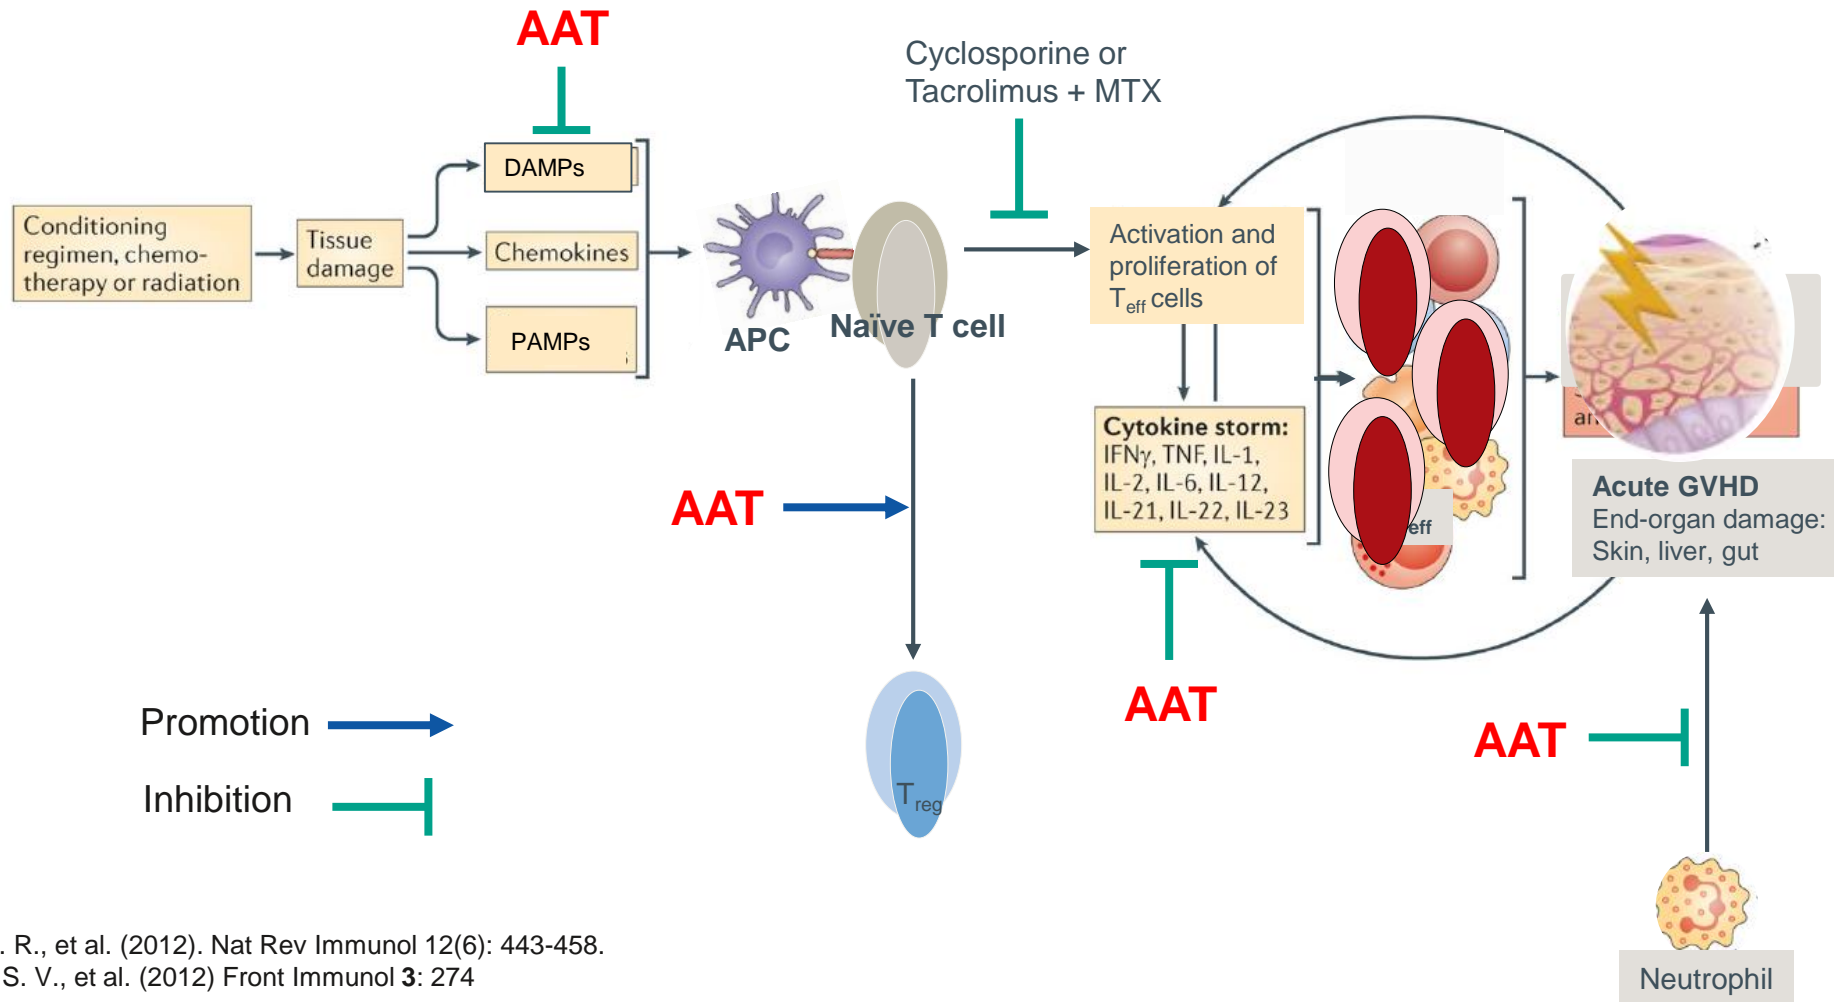 AAT
Cyclosporine or
Tacrolimus + MTX
DAMPs
Conditioning
regimen, chemo-
therapy or radiation
Tissue
damage
Chemokines
PAMPs
APC
Naïve T cell
Activation and
proliferation of
Teff cells
Cytokine storm:
IFNγ, TNF, IL-1,
IL-2, IL-6, IL-12,
IL-21, IL-22, IL-23
eff
an
Acute GVHD
End-organ damage:
Skin, liver, gut
AAT
AAT
AAT
Treg
Promotion
Inhibition
. R., et al. (2012). Nat Rev Immunol 12(6): 443-458.
S. V., et al. (2012) Front Immunol 3: 274
Neutrophil